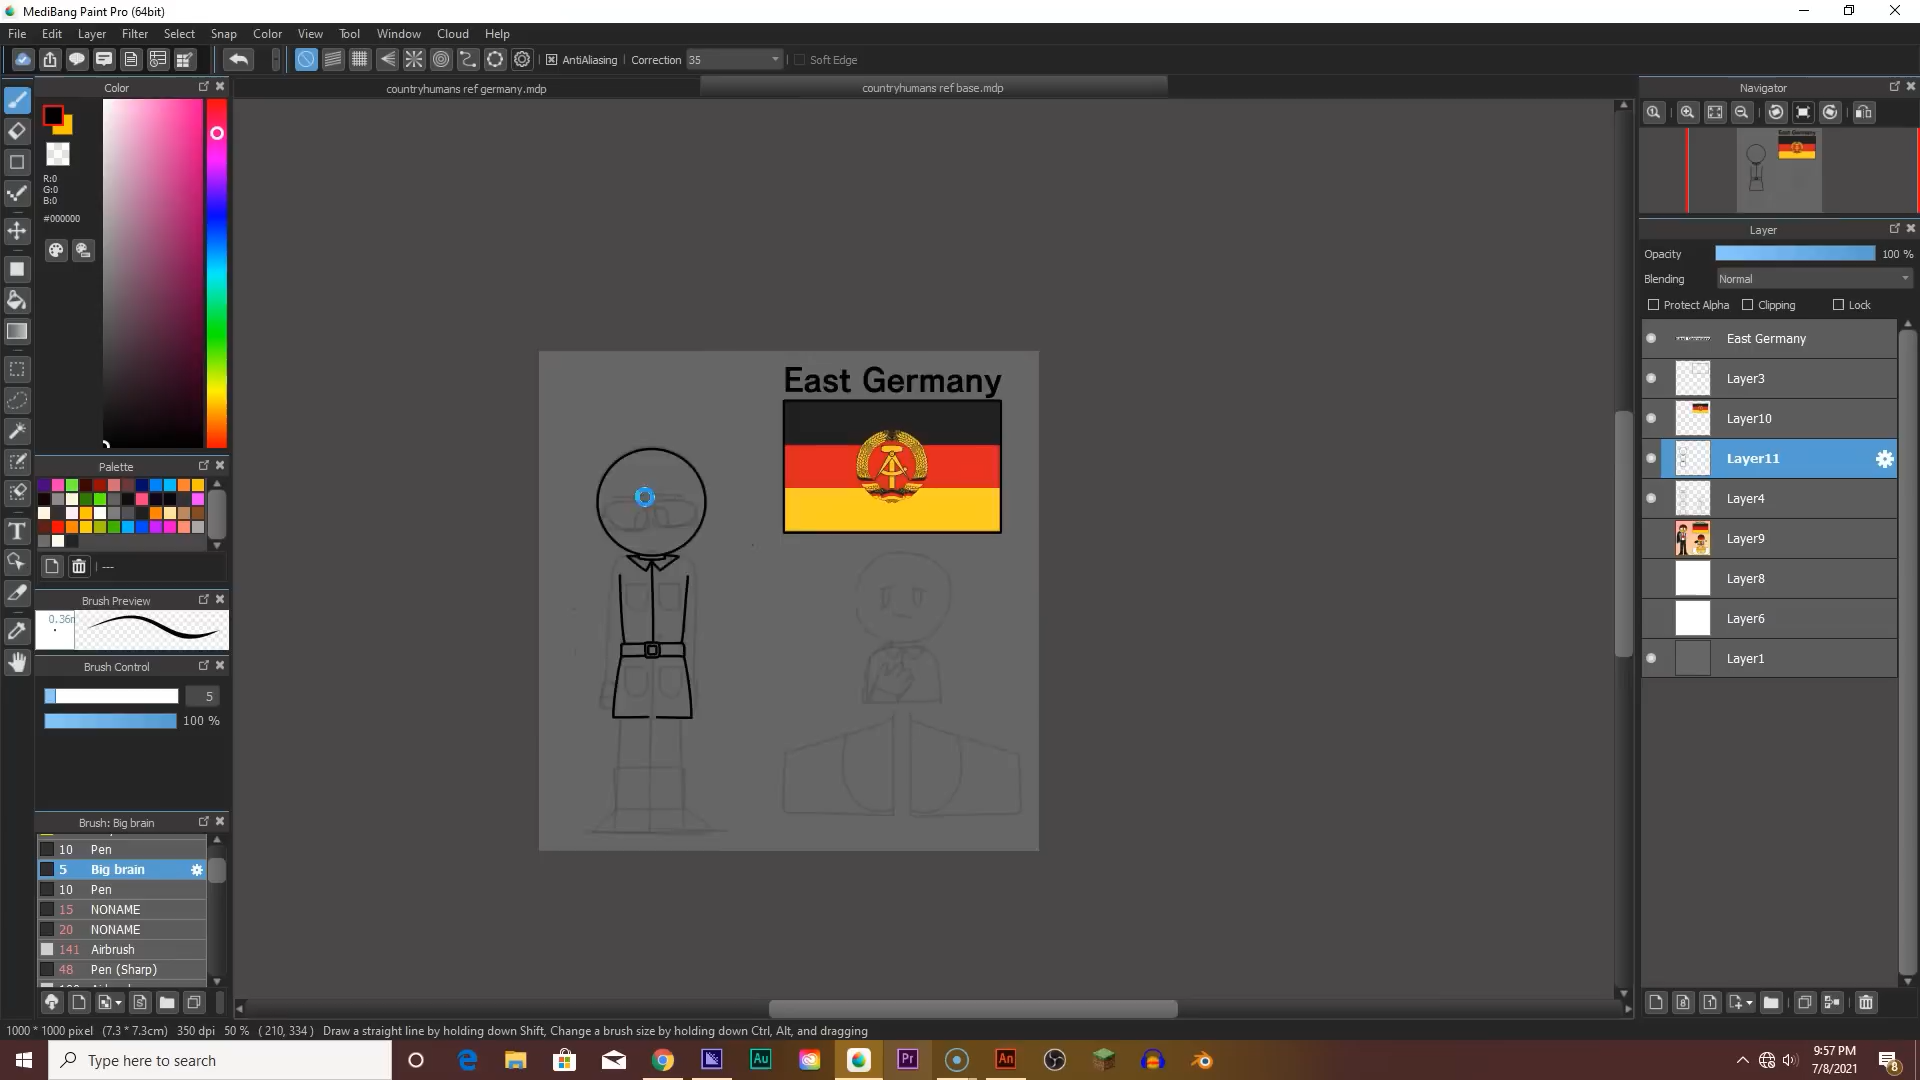 MediBang Paint Pro (64bit)
File Edit Layer Filter Select Snap Color View Tool Window Cloud Help
AntiAliasing Correction 35 Soft Edge
Color
countryhumans ref germany.mdp
countryhumans ref base.mdp
Navigator
R:0
G:0
B:0
#000000
East Germany
Layer
Opacity 100 %
Blending Normal
Protect Alpha Clipping Lock
East Germany
Layer3
Layer10
Layer11
Layer4
Layer9
Layer8
Layer6
Layer1
Palette
---
Brush Preview
Brush Control
5
100 %
Brush: Big brain
10 Pen
5 Big brain
10 Pen
15 NONAME
20 NONAME
141 Airbrush
48 Pen (Sharp)
1000 * 1000 pixel (7.3 * 7.3cm) 350 dpi 50 % ( 210, 334 ) Draw a straight line by holding down Shift, Change a brush size by holding down Ctrl, Alt, and dragging
Type here to search
Au
Pr
An
9:57 PM
7/8/2021
8